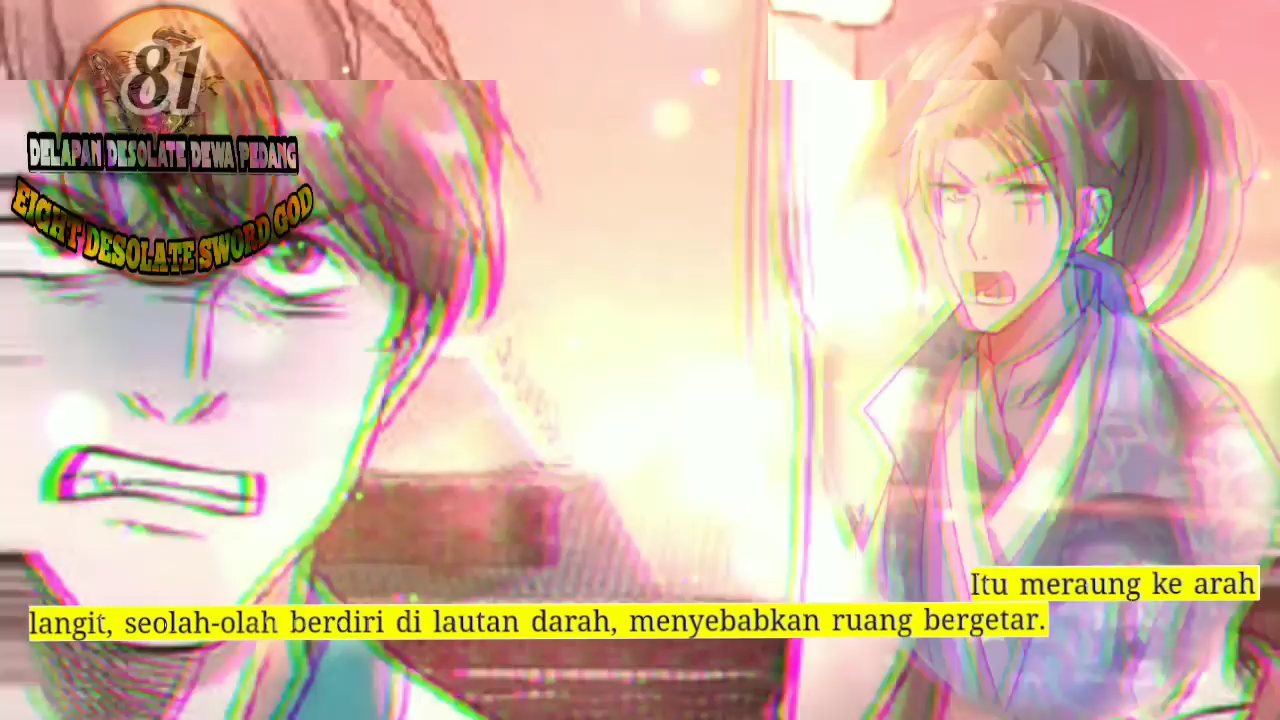 81
DELAPAN DESOLATE DEWA PEDANG
EIGHT DESOLATE SWORD GOD
Itu meraung ke arah
langit, seolah-olah berdiri di lautan darah, menyebabkan ruang bergetar.